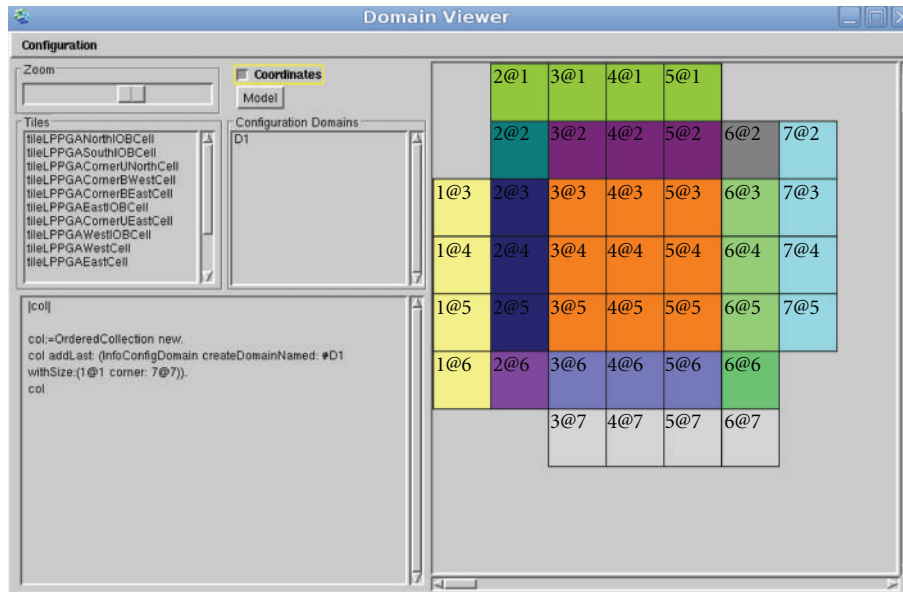 Domain Viewer
Configuration
Zoom
Coordinates
Model
Tiles
tileLPPGANorthIOBCell
tileLPPGASouthIOBCell
tileLPPGACornerUNorthCell
tileLPPGACornerBWestCell
tileLPPGACornerBEastCell
tileLPPGAEastIOBCell
tileLPPGACornerUEastCell
tileLPPGAWestIOBCell
tileLPPGAWestCell
tileLPPGAEastCell
Configuration Domains
D1
|col|
col:=OrderedCollection new.
col addLast: (InfoConfigDomain createDomainNamed: #D1
withSize:(1@1 corner: 7@7)).
col
2@1 3@1 4@1 5@1
2@2 3@2 4@2 5@2 6@2 7@2
1@3 2@3 3@3 4@3 5@3 6@3 7@3
1@4 2@4 3@4 4@4 5@4 6@4 7@4
1@5 2@5 3@5 4@5 5@5 6@5 7@5
1@6 2@6 3@6 4@6 5@6 6@6
3@7 4@7 5@7 6@7